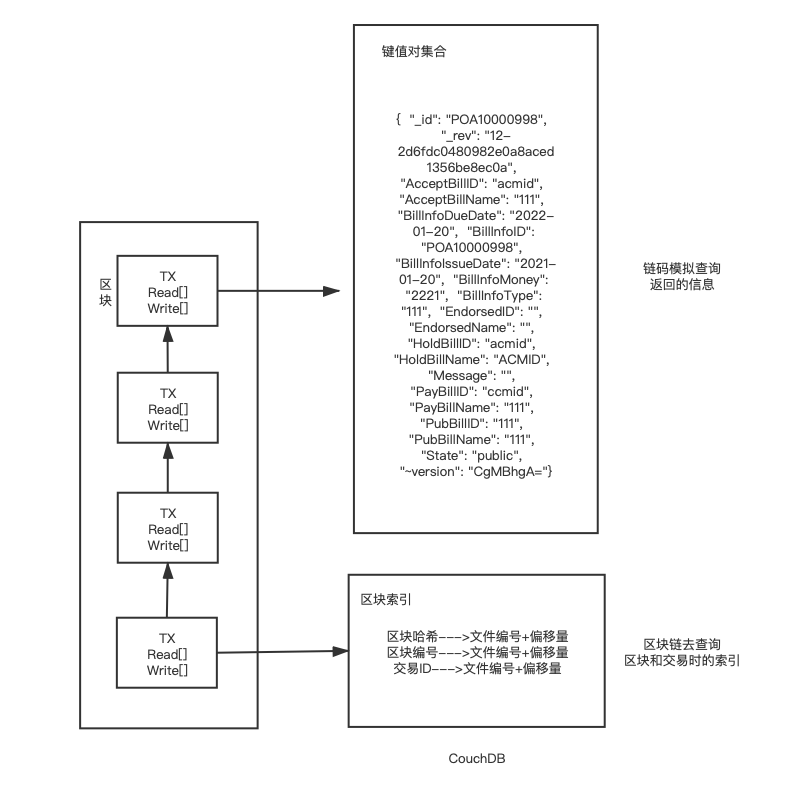 键值对集合
{ "_id": "POA10000998",
"_rev": "12-
2d6fdc0480982e0a8aced
1356be8ec0a",
"AcceptBillID": "acmid",
"AcceptBillName": "111",
"BillInfoDueDate": "2022-
01-20", "BillInfoID":
"POA10000998",
"BillInfoIssueDate": "2021-
01-20", "BillInfoMoney":
"2221", "BillInfoType":
"111", "EndorsedID": "",
"EndorsedName": "",
"HoldBillID": "acmid",
"HoldBillName": "ACMID",
"Message": "",
"PayBillID": "ccmid",
"PayBillName": "111",
"PubBillID": "111",
"PubBillName": "111",
"State": "public",
"~version": "CgMBhgA="}
链码模拟查询
返回的信息
区
块
TX
Read[]
Write[]
TX
Read[]
Write[]
TX
Read[]
Write[]
TX
Read[]
Write[]
区块索引
区块哈希--->文件编号+偏移量
区块编号--->文件编号+偏移量
交易ID--->文件编号+偏移量
区块链去查询
区块和交易时的索引
CouchDB